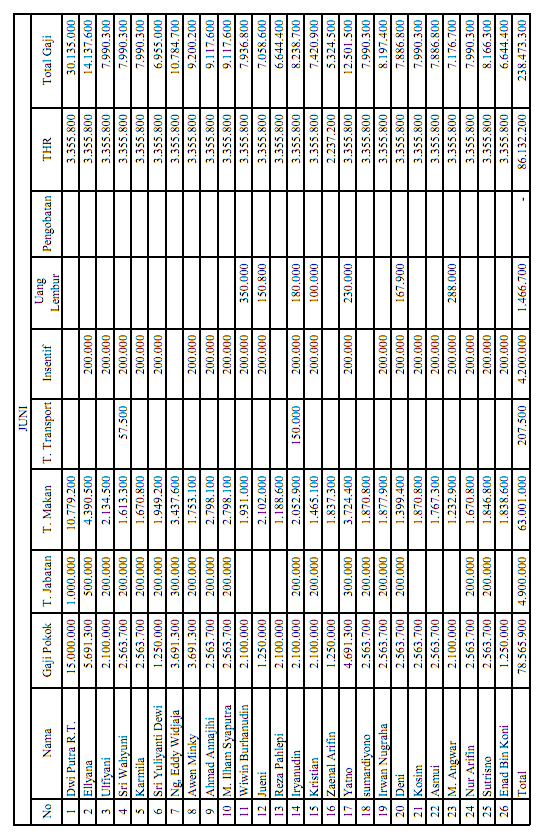 JUNI
No Nama Gaji Pokok T. Jabatan T. Makan T. Transport Insentif Uang Lembur Pengobatan THR Total Gaji
1 Dwi Putra R.T. 15.000.000 1.000.000 10.779.200 3.355.800 30.135.000
2 Ellyana 5.691.300 500.000 4.390.500 200.000 3.355.800 14.137.600
3 Ulfiyani 2.100.000 200.000 2.134.500 200.000 3.355.800 7.990.300
4 Sri Wahyuni 2.563.700 200.000 1.613.300 57.500 200.000 3.355.800 7.990.300
5 Karmila 2.563.700 200.000 1.670.800 200.000 3.355.800 7.990.300
6 Sri Yuliyanti Dewi 1.250.000 200.000 1.949.200 200.000 3.355.800 6.955.000
7 Ng. Eddy Widjaja 3.691.300 300.000 3.437.600 3.355.800 10.784.700
8 Awen Minky 3.691.300 200.000 1.753.100 200.000 3.355.800 9.200.200
9 Ahmad Annajihi 2.563.700 200.000 2.798.100 200.000 3.355.800 9.117.600
10 M. Ilham Syaputra 2.563.700 200.000 2.798.100 200.000 3.355.800 9.117.600
11 Wiwin Burhanudin 2.100.000 1.931.000 200.000 350.000 3.355.800 7.936.800
12 Jueni 1.250.000 2.102.000 200.000 150.800 3.355.800 7.058.600
13 Reza Pahlepi 2.100.000 1.188.600 3.355.800 6.644.400
14 Iryanudin 2.100.000 200.000 2.052.900 150.000 200.000 180.000 3.355.800 8.238.700
15 Kristian 2.100.000 200.000 1.465.100 200.000 100.000 3.355.800 7.420.900
16 Zaenal Arifin 1.250.000 1.837.300 2.237.200 5.324.500
17 Yatno 4.691.300 300.000 3.724.400 200.000 230.000 3.355.800 12.501.500
18 sumardiyono 2.563.700 200.000 1.870.800 3.355.800 7.990.300
19 Irwan Nugraha 2.563.700 200.000 1.877.900 200.000 3.355.800 8.197.400
20 Deni 2.563.700 200.000 1.399.400 200.000 167.900 3.355.800 7.886.800
21 Kosim 2.563.700 1.870.800 200.000 3.355.800 7.990.300
22 Asmui 2.563.700 1.767.300 200.000 3.355.800 7.886.800
23 M. Angwar 2.100.000 1.232.900 200.000 288.000 3.355.800 7.176.700
24 Nur Arifin 2.563.700 200.000 1.670.800 200.000 3.355.800 7.990.300
25 Sutrisno 2.563.700 200.000 1.846.800 200.000 3.355.800 8.166.300
26 Enad Bin Koni 1.250.000 1.838.600 200.000 3.355.800 6.644.400
Total 78.565.900 4.900.000 63.001.000 207.500 4.200.000 1.466.700 - 86.132.200 238.473.300